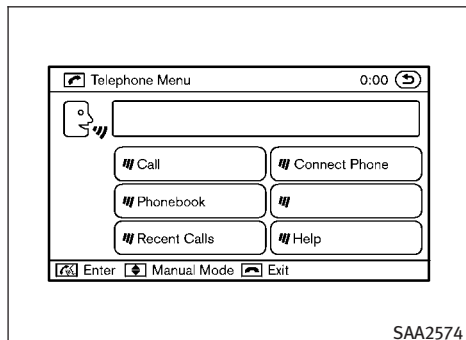 Telephone Menu 0:00
Call Connect Phone
Phonebook
Recent Calls Help
Enter Manual Mode Exit
SAA2574